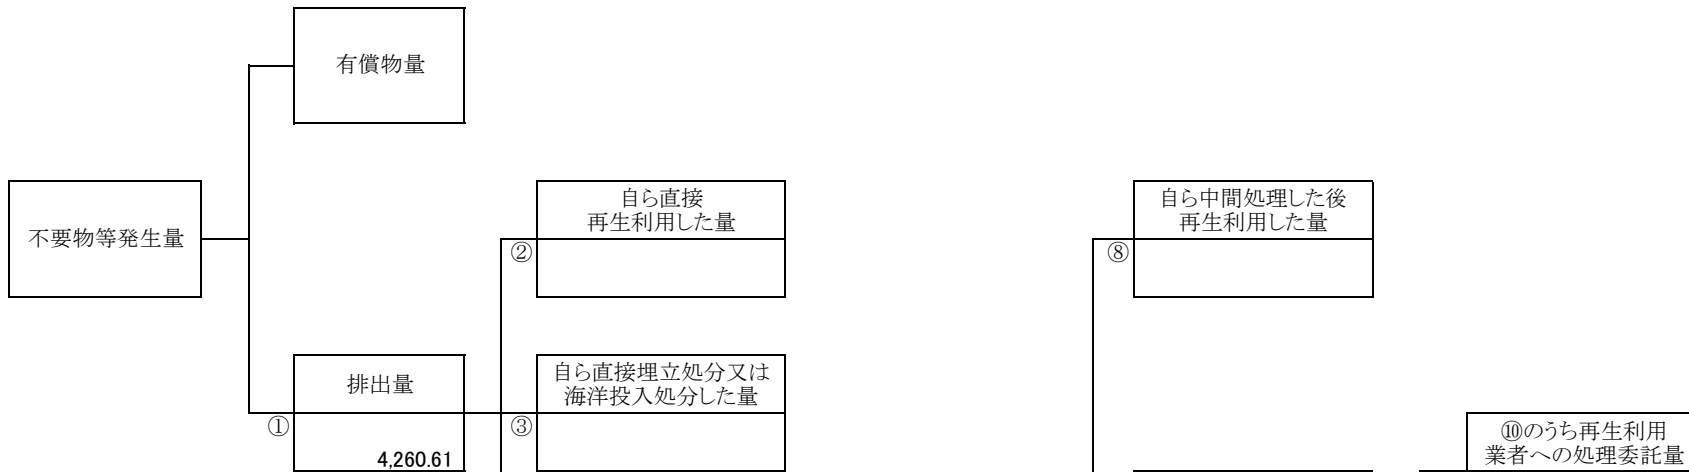 有償物量
不要物等発生量
自ら直接
再生利用した量
②
自ら中間処理した後
再生利用した量
⑧
排出量
①
4,260.61
自ら直接埋立処分又は
海洋投入処分した量
③
⑩のうち再生利用
業者への処理委託量